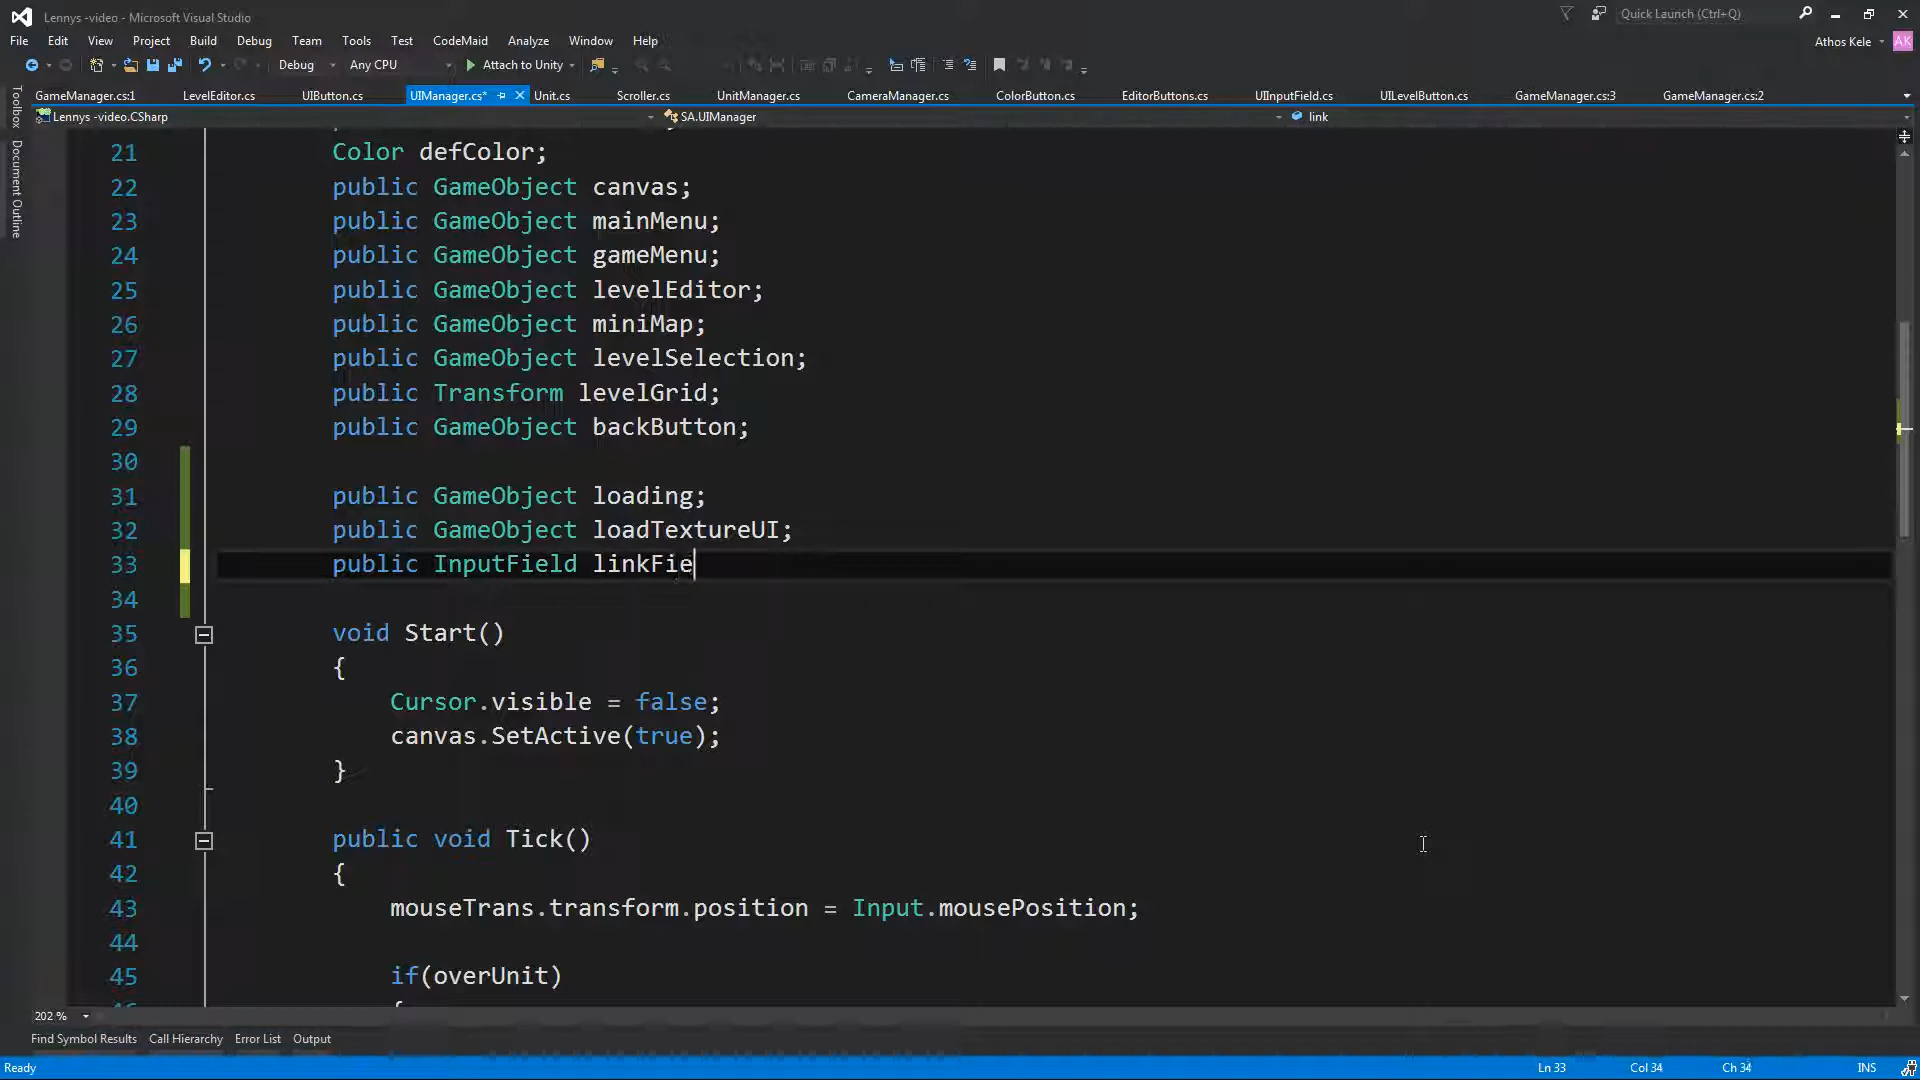 Lennys -video - Microsoft Visual Studio
Quick Launch (Ctrl+Q)
File Edit View Project Build Debug Team Tools Test CodeMaid Analyze Window Help
Athos Kele AK
Debug Any CPU Attach to Unity
GameManager.cs:1 LevelEditor.cs UIButton.cs UIManager.cs* Unit.cs Scroller.cs UnitManager.cs CameraManager.cs ColorButton.cs EditorButtons.cs UIInputField.cs UILevelButton.cs GameManager.cs:3 GameManager.cs:2
Lennys -video.CSharp SA.UIManager link
Toolbox
Document Outline
21 Color defColor;
22 public GameObject canvas;
23 public GameObject mainMenu;
24 public GameObject gameMenu;
25 public GameObject levelEditor;
26 public GameObject miniMap;
27 public GameObject levelSelection;
28 public Transform levelGrid;
29 public GameObject backButton;
30
31 public GameObject loading;
32 public GameObject loadTextureUI;
33 public InputField linkFie
34
35 void Start()
36 {
37 Cursor.visible = false;
38 canvas.SetActive(true);
39 }
40
41 public void Tick()
42 {
43 mouseTrans.transform.position = Input.mousePosition;
44
45 if(overUnit)
202 %
Find Symbol Results Call Hierarchy Error List Output
Ready Ln 33 Col 34 Ch 34 INS